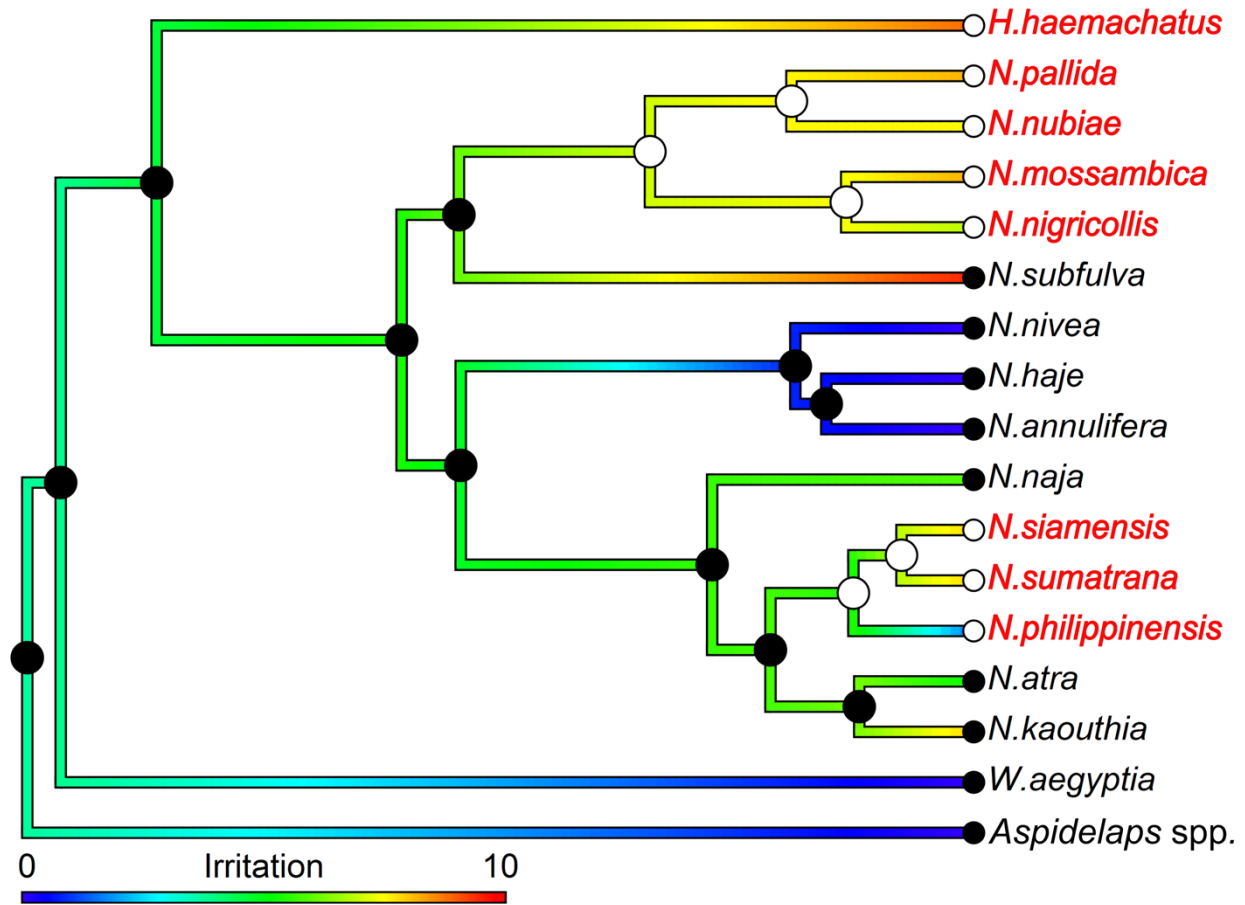 H.haemachatus
N.pallida
N.nubiae
N.mossambica
N.nigricollis
N.subfulva
N.nivea
N.haje
N.annulifera
N.naja
N.siamensis
N.sumatrana
N.philippinensis
N.atra
N.kaouthia
W.aegyptia
Aspidelaps spp.
0 Irritation 10